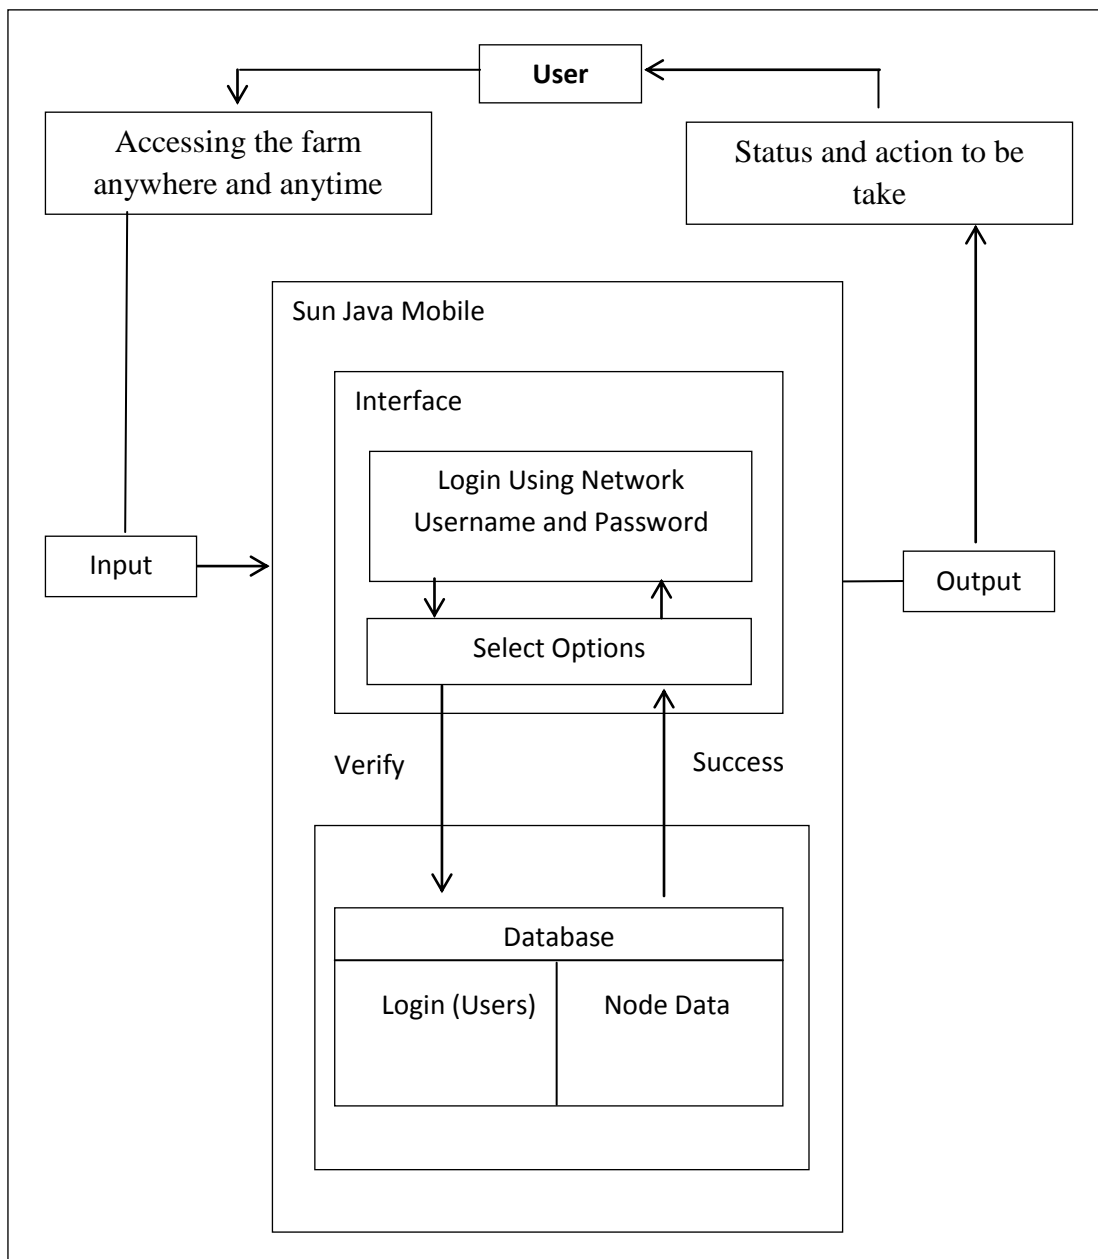 User
Accessing the farm
anywhere and anytime
Status and action to be
take
Sun Java Mobile
Interface
Login Using Network
Username and Password
Input
Output
Select Options
Verify
Success
Database
Login (Users)
Node Data